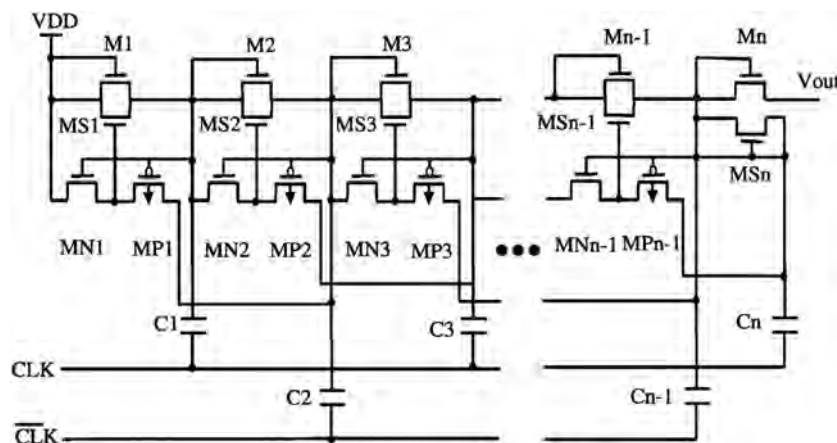 VDD
M1 M2 M3 Mn-1 Mn
Vout
MS1 MS2 MS3 MSn-1
MSn
MN1 MP1 MN2 MP2 MN3 MP3 MNn-1 MPn-1
C1 C3 Cn
CLK
C2 Cn-1
CLK